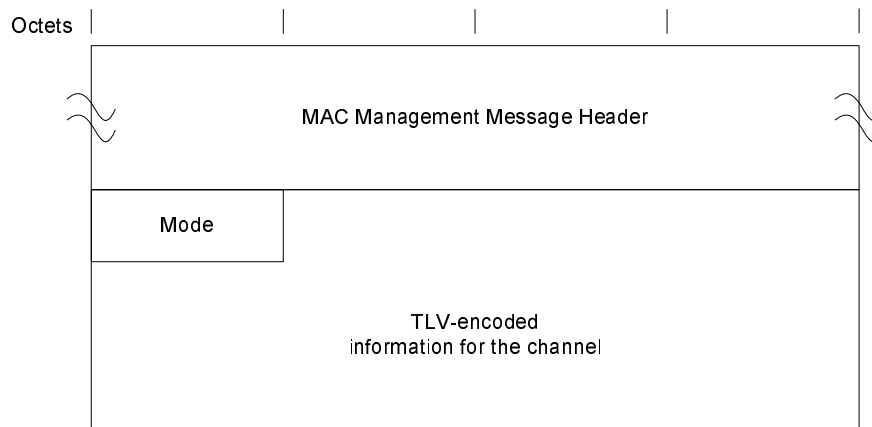 Octets
MAC Management Message Header
Mode
TLV-encoded
information for the channel